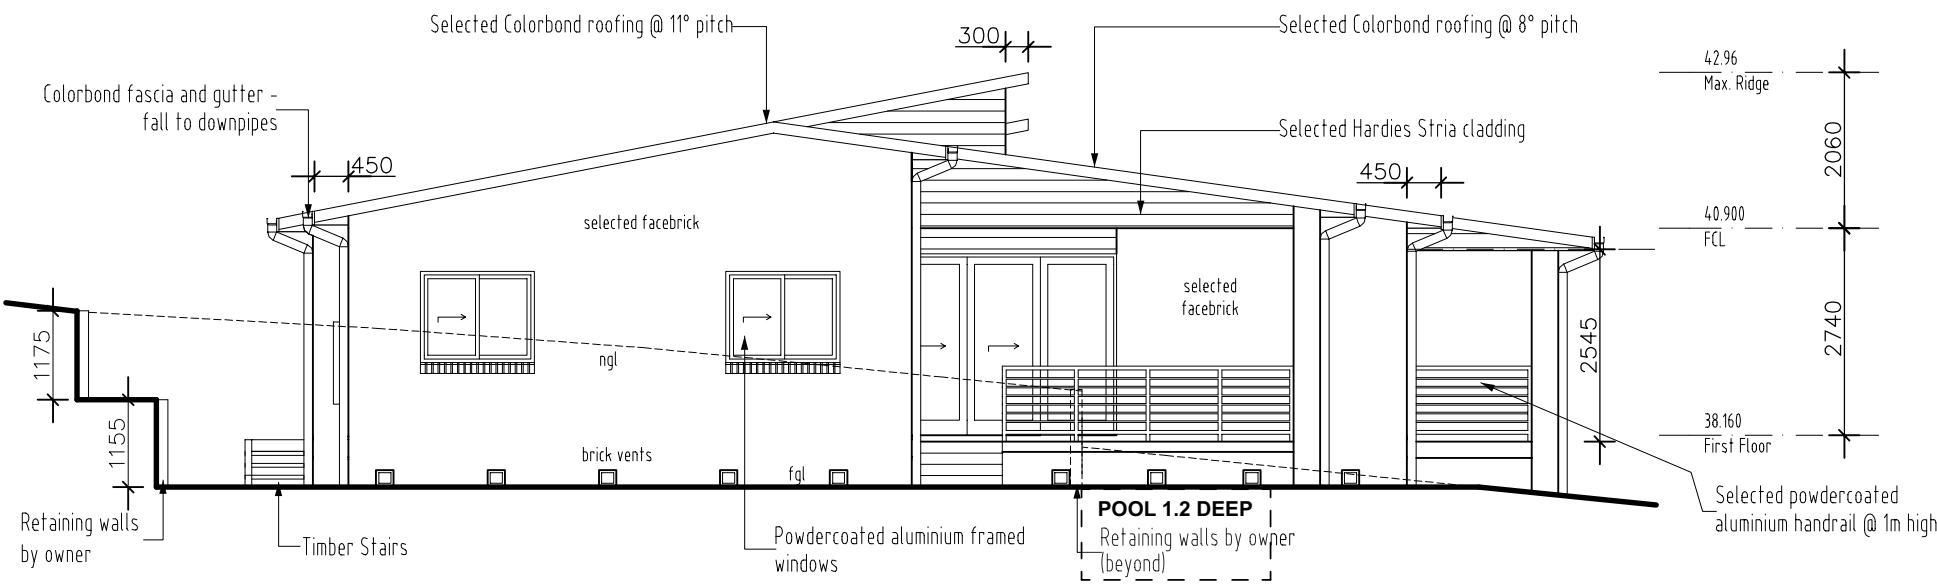 Selected Colorbond roofing @ 11° pitch
300
Selected Colorbond roofing @ 8° pitch
42.96
Max. Ridge
Colorbond fascia and gutter -
fall to downpipes
Selected Hardies Stria cladding
2060
450
450
selected facebrick
40.900
FCL
selected
facebrick
1175
ngl
2545
2740
1155
brick vents
fgl
38.160
First Floor
Retaining walls
by owner
Timber Stairs
Powdercoated aluminium framed
windows
POOL 1.2 DEEP
Retaining walls by owner
(beyond)
Selected powdercoated
aluminium handrail @ 1m high